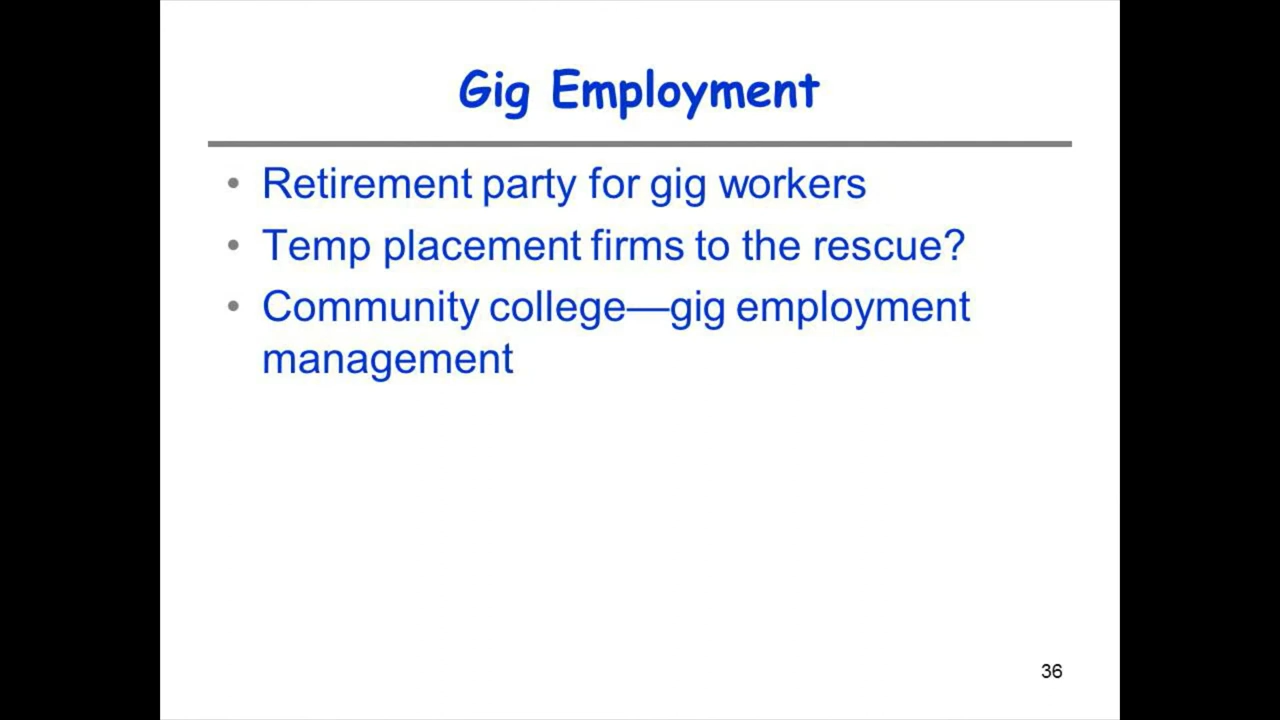 Gig Employment
• Retirement party for gig workers
• Temp placement firms to the rescue?
• Community college—gig employment
management
36